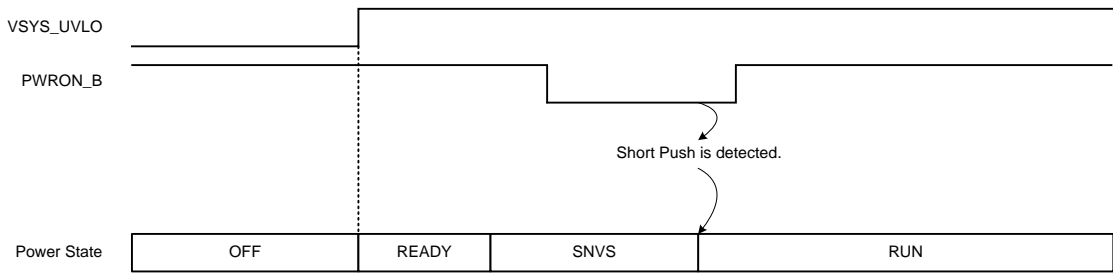 VSYS_UVLO
PWRON_B
Short Push is detected.
Power State
OFF
READY
SNVS
RUN